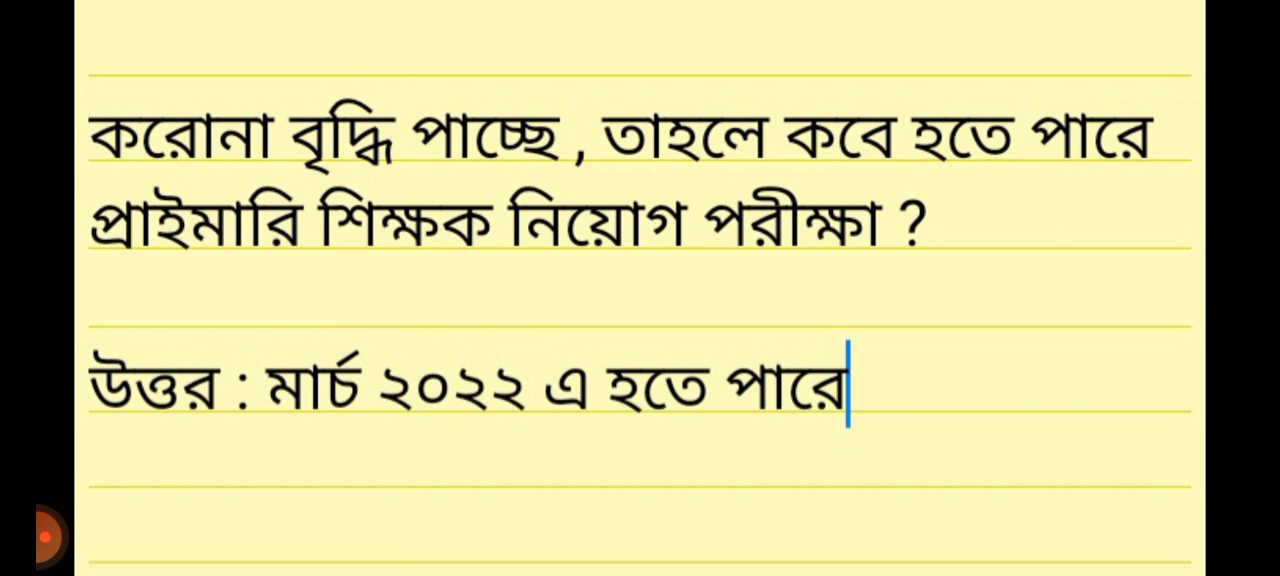 করোনা বৃদ্ধি পাচ্ছে , তাহলে কবে হতে পারে
প্রাইমারি শিক্ষক নিয়োগ পরীক্ষা ?
উত্তর : মার্চ ২০২২ এ হতে পারে